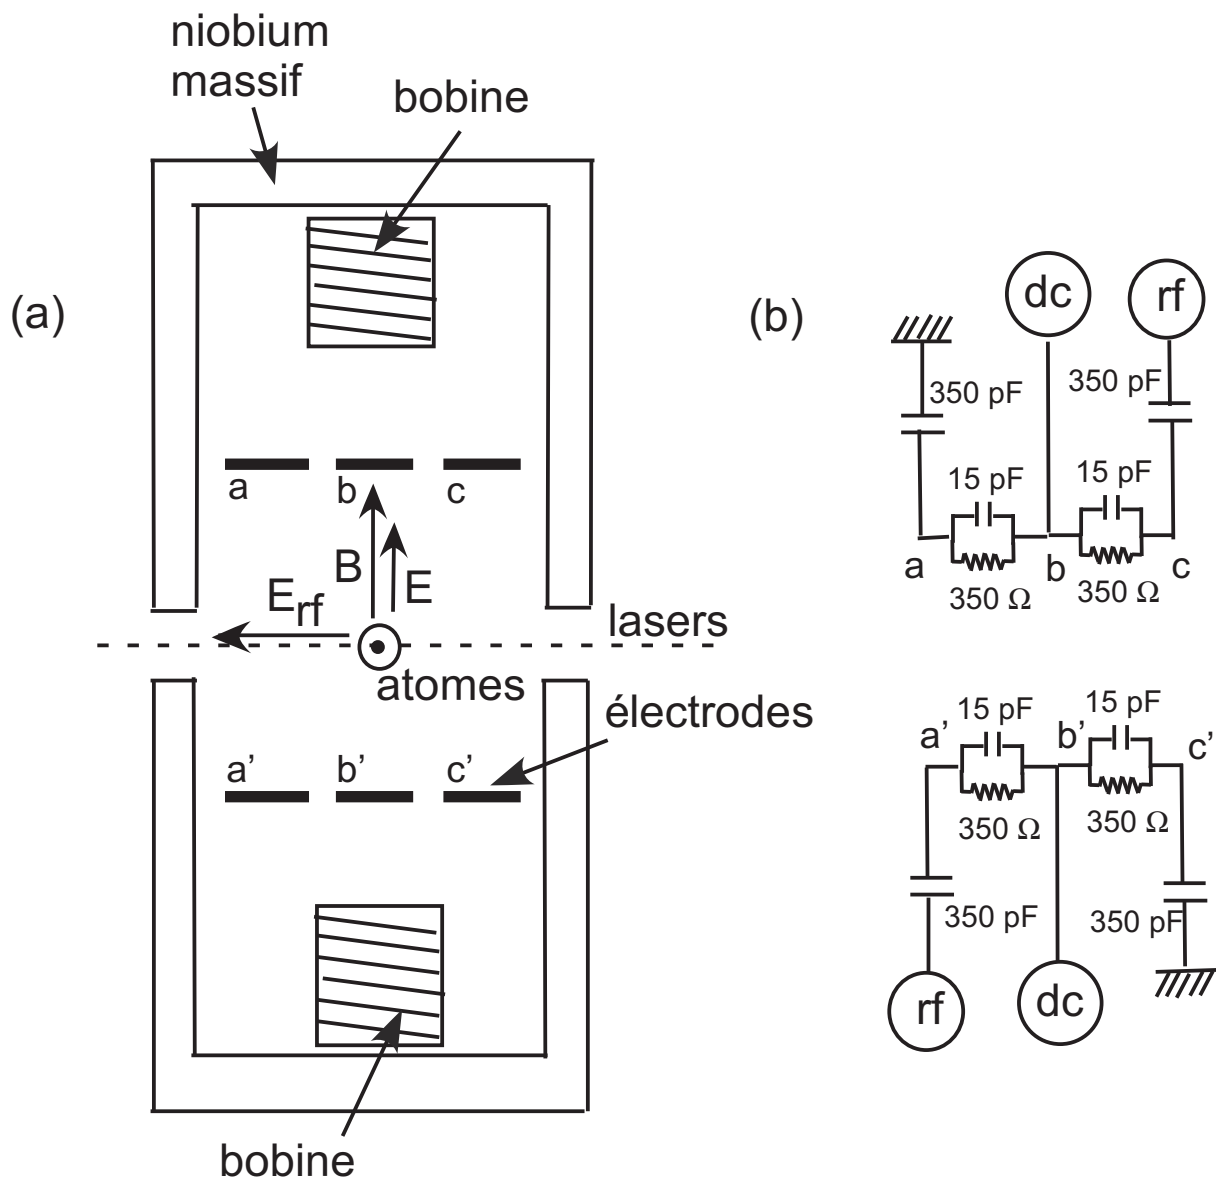 niobium
massif
bobine
(a)
a
b
c
B
E
E_rf
lasers
atomes
électrodes
a'
b'
c'
bobine
(b)
dc
rf
350 pF
350 pF
15 pF
15 pF
a
b
c
350 Ω
350 Ω
15 pF
15 pF
a'
b'
c'
350 Ω
350 Ω
350 pF
350 pF
rf
dc